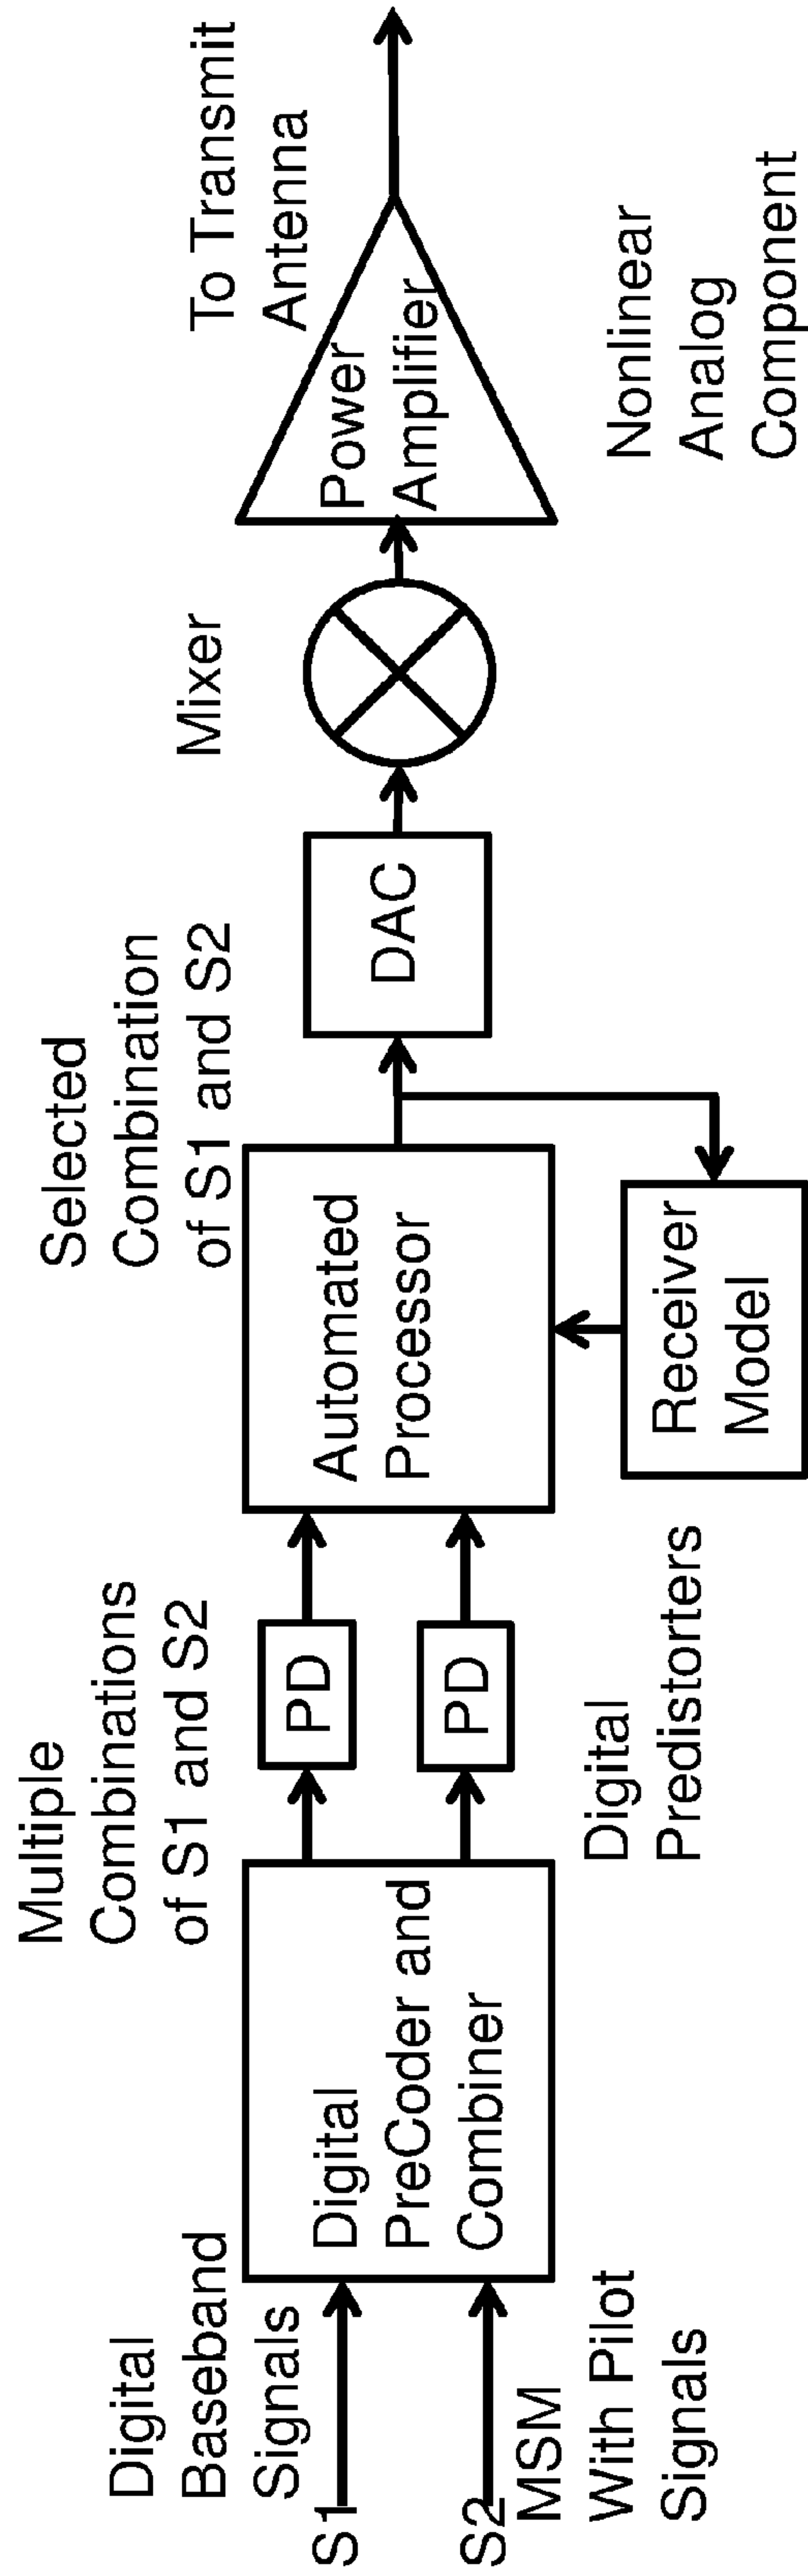 Digital
Baseband
Signals
S1
S2
MSM
With Pilot
Signals
Digital
PreCoder and
Combiner
Multiple
Combinations
of S1 and S2
PD
PD
Digital
Predistorters
Automated
Processor
Receiver
Model
Selected
Combination
of S1 and S2
DAC
Mixer
Power
Amplifier
To Transmit
Antenna
Nonlinear
Analog
Component